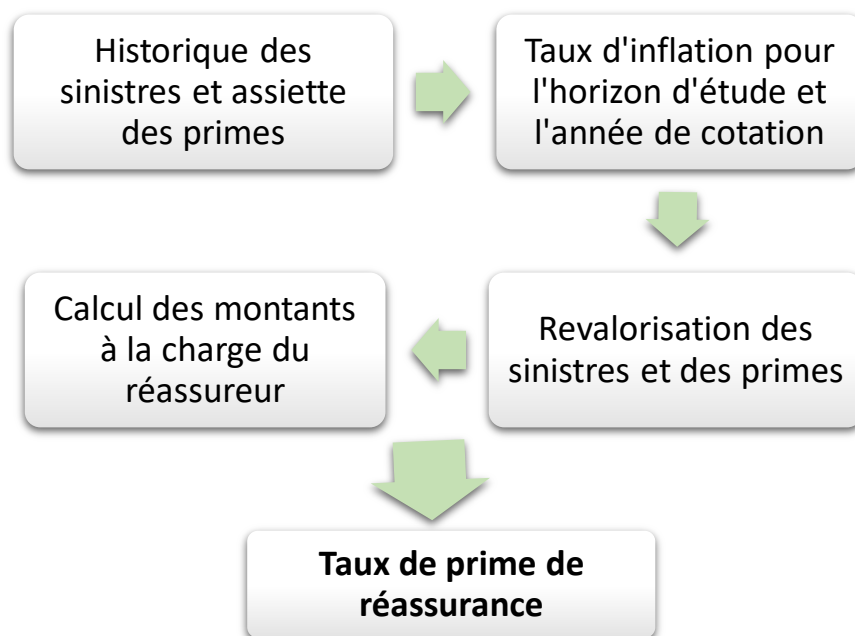 Historique des
sinistres et assiette
des primes
Taux d'inflation pour
l'horizon d'étude et
l'année de cotation
Revalorisation des
sinistres et des primes
Calcul des montants
à la charge du
réassureur
Taux de prime de
réassurance